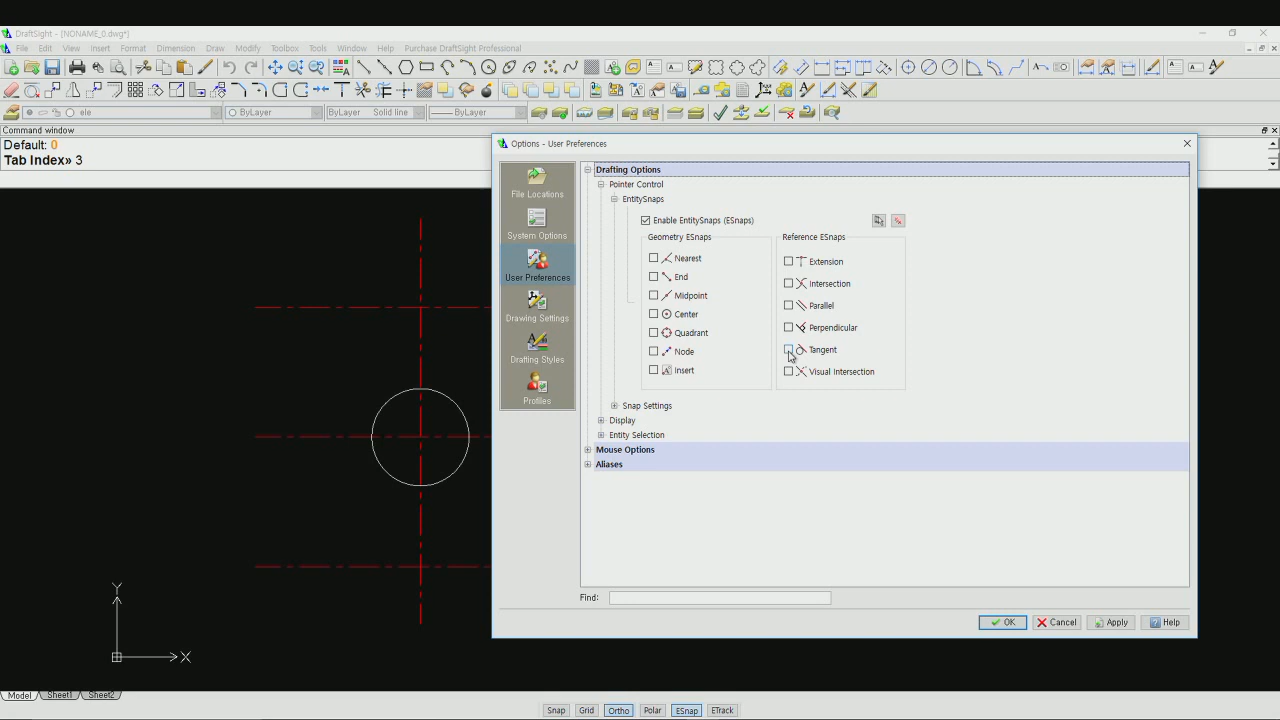 DraftSight - [NONAME_0.dwg*]
File Edit View Insert Format Dimension Draw Modify Toolbox Tools Window Help Purchase DraftSight Professional
ele ByLayer ByLayer Solid line ByLayer
Command window
Default: 0
Tab Index» 3
Options - User Preferences
File Locations
System Options
User Preferences
Drawing Settings
Drafting Styles
Profiles
Drafting Options
Pointer Control
EntitySnaps
Enable EntitySnaps (ESnaps)
Geometry ESnaps
Nearest
End
Midpoint
Center
Quadrant
Node
Insert
Reference ESnaps
Extension
Intersection
Parallel
Perpendicular
Tangent
Visual Intersection
Snap Settings
Display
Entity Selection
Mouse Options
Aliases
Find:
OK Cancel Apply Help
Y
X
Model Sheet1 Sheet2
Snap Grid Ortho Polar ESnap ETrack